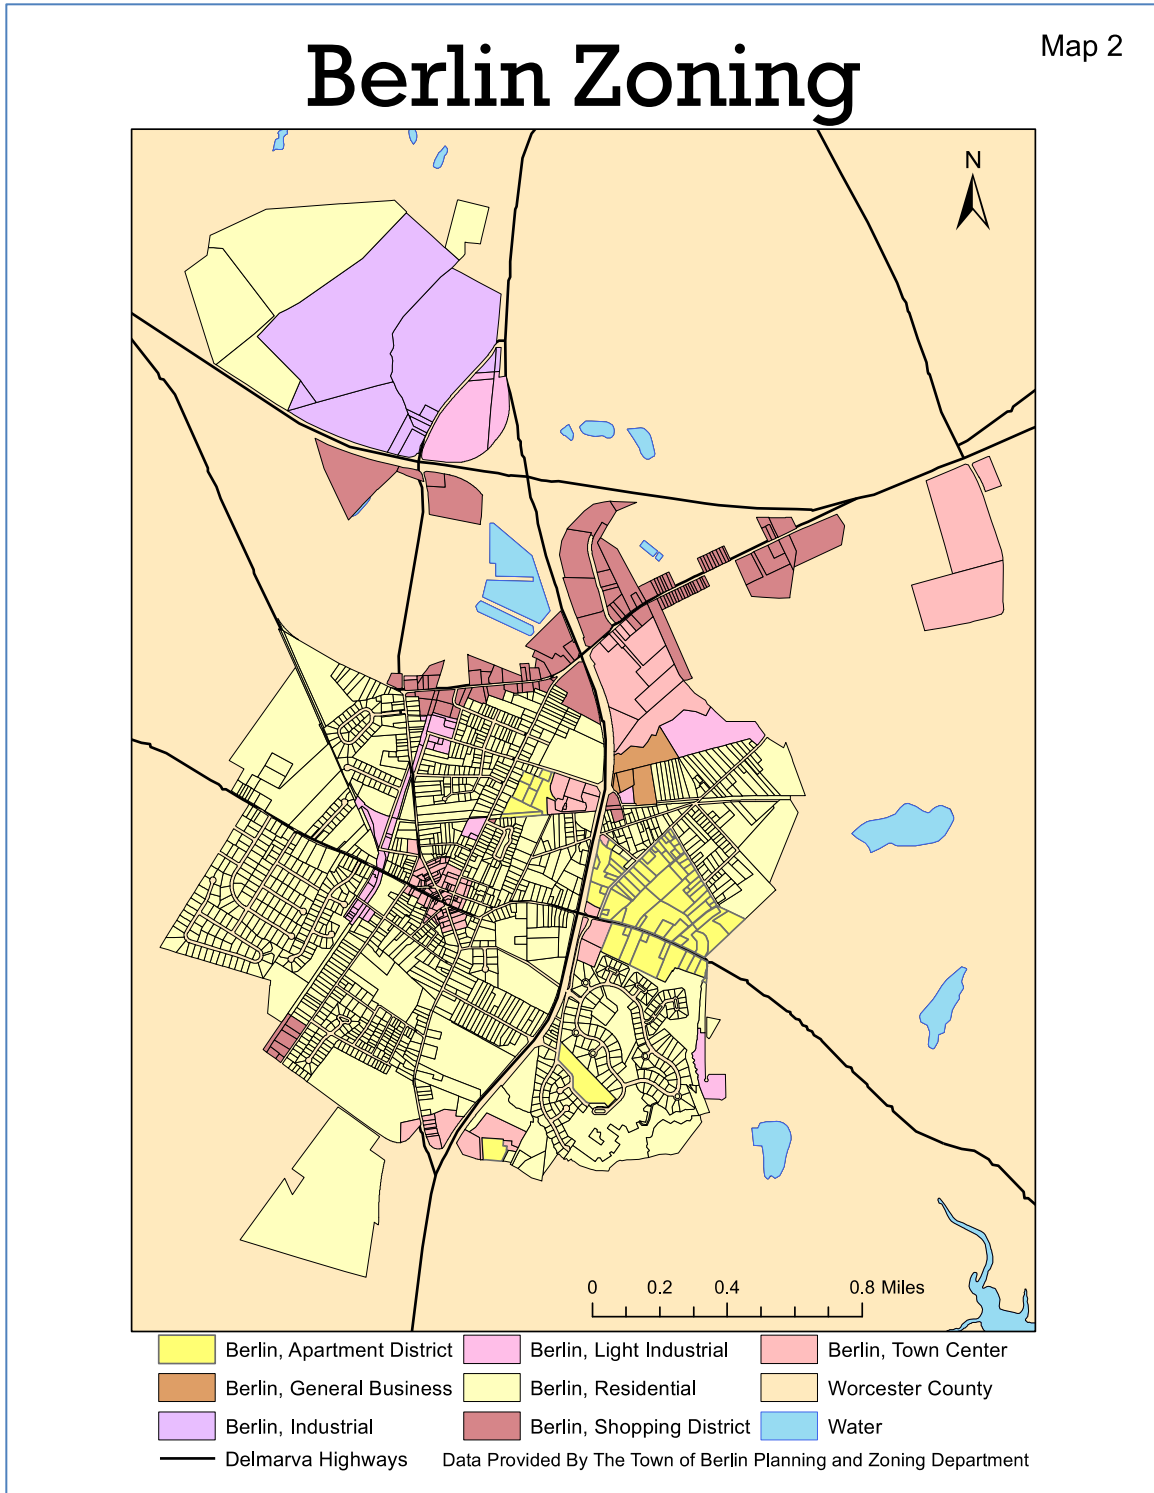 Map 2
Berlin Zoning
N
0 0.2 0.4 0.8 Miles
Berlin, Apartment District Berlin, Light Industrial Berlin, Town Center
Berlin, General Business Berlin, Residential Worcester County
Berlin, Industrial Berlin, Shopping District Water
Delmarva Highways Data Provided By The Town of Berlin Planning and Zoning Department